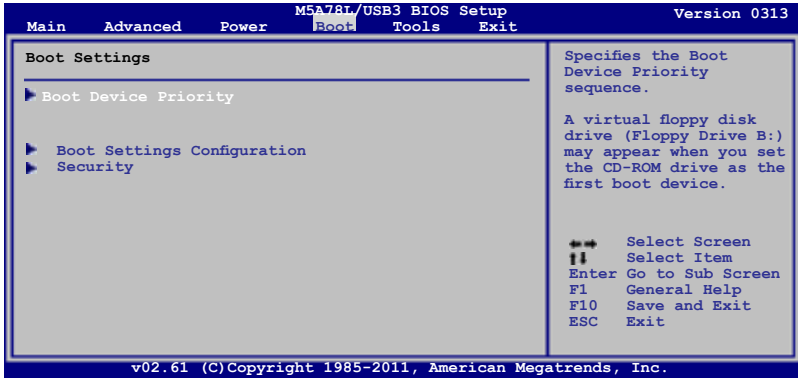 M5A78L/USB3 BIOS Setup Version 0313
Main Advanced Power Boot Tools Exit
Boot Settings
Boot Device Priority
Boot Settings Configuration
Security
Specifies the Boot
Device Priority
sequence.
A virtual floppy disk
drive (Floppy Drive B:)
may appear when you set
the CD-ROM drive as the
first boot device.
Select Screen
Select Item
Enter Go to Sub Screen
F1 General Help
F10 Save and Exit
ESC Exit
v02.61 (C)Copyright 1985-2011, American Megatrends, Inc.